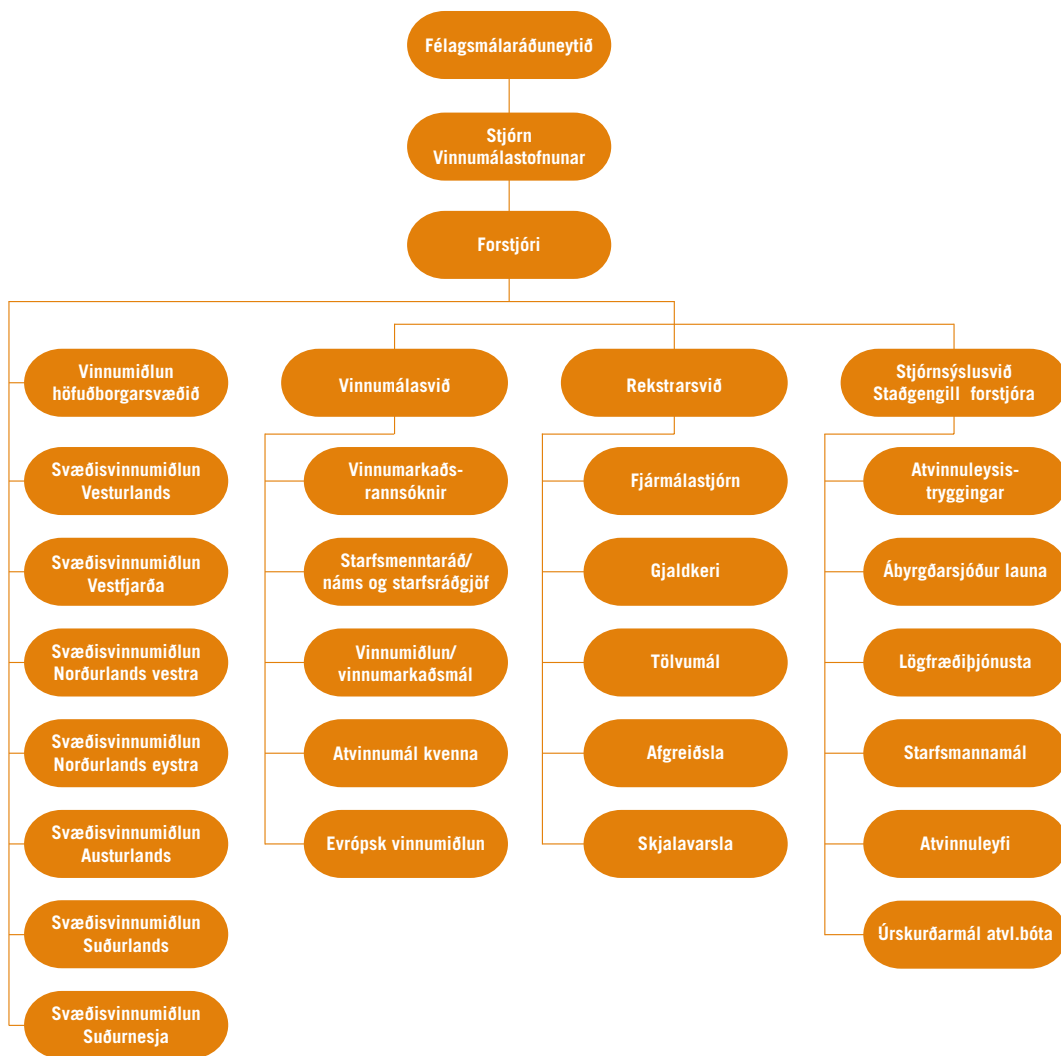 Félagsmálaráðuneytið
Stjórn
Vinnumálastofnunar
Forstjóri
Vinnumiðlun
höfuðborgarsvæðið
Svæðisvinnumiðlun
Vesturlands
Svæðisvinnumiðlun
Vestfjarða
Svæðisvinnumiðlun
Norðurlands vestra
Svæðisvinnumiðlun
Norðurlands eystra
Svæðisvinnumiðlun
Austurlands
Svæðisvinnumiðlun
Suðurlands
Svæðisvinnumiðlun
Suðurnesja
Vinnumálasvið
Vinnumarkaðs-
rannsóknir
Starfsmenntaráð/
náms og starfsráðgjöf
Vinnumiðlun/
vinnumarkaðsmál
Atvinnumál kvenna
Evrópsk vinnumiðlun
Rekstrarsvið
Fjármálastjórn
Gjaldkeri
Tölvumál
Afgreiðsla
Skjalavarsla
Stjórnsýslusvið
Staðgengill forstjóra
Atvinnuleysis-
tryggingar
Ábyrgðarsjóður launa
Lögfræðiþjónusta
Starfsmannamál
Atvinnuleyfi
Úrskurðarmál atvl.bóta